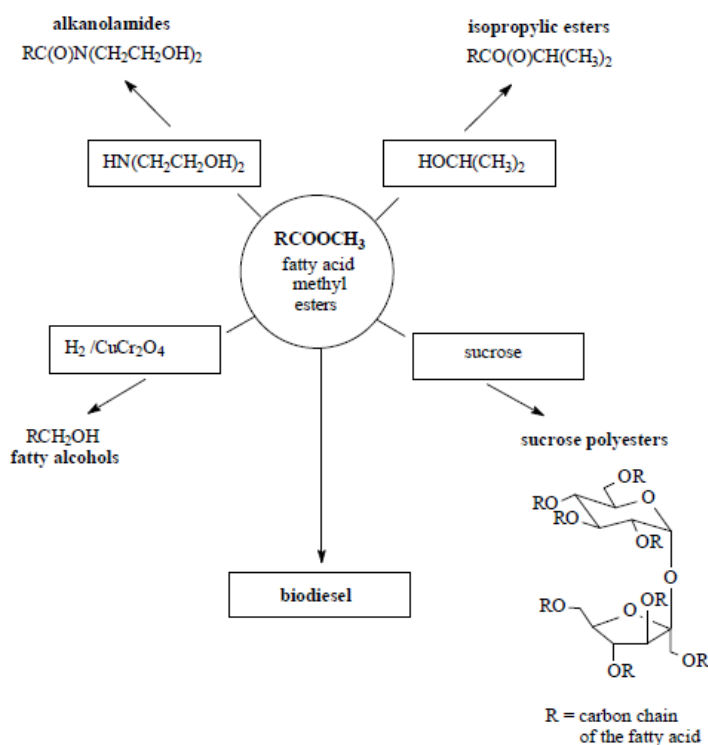 alkanolamides
RC(O)N(CH₂CH₂OH)₂
isopropylic esters
RCO(O)CH(CH₃)₂
HN(CH₂CH₂OH)₂
HOCH(CH₃)₂
RCOOCH₃
fatty acid
methyl
esters
H₂ /CuCr₂O₄
sucrose
RCH₂OH
fatty alcohols
sucrose polyesters
biodiesel
OR
O
RO
RO
OR
O
RO
O
OR
OR
OR
R = carbon chain
of the fatty acid